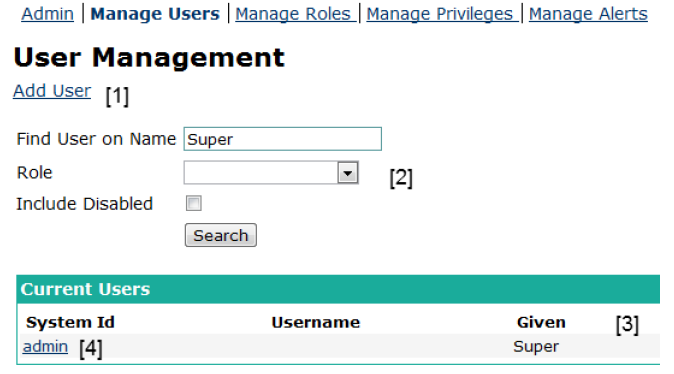 Admin | Manage Users | Manage Roles | Manage Privileges | Manage Alerts
User Management
Add User [1]
Find User on Name Super
Role [2]
Include Disabled
Search
Current Users
System Id Username Given [3]
admin [4] Super